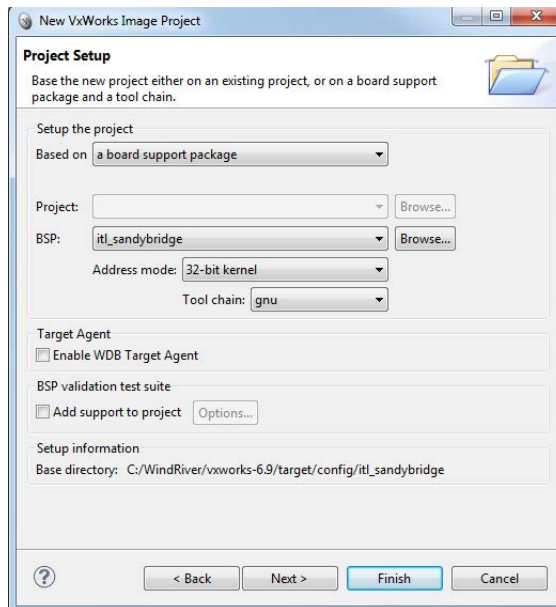 New VxWorks Image Project
Project Setup
Base the new project either on an existing project, or on a board support
package and a tool chain.
Setup the project
Based on a board support package
Project: Browse...
BSP: itl_sandybridge Browse...
Address mode: 32-bit kernel
Tool chain: gnu
Target Agent
Enable WDB Target Agent
BSP validation test suite
Add support to project Options...
Setup information
Base directory: C:/WindRiver/vxworks-6.9/target/config/itl_sandybridge
? < Back Next > Finish Cancel